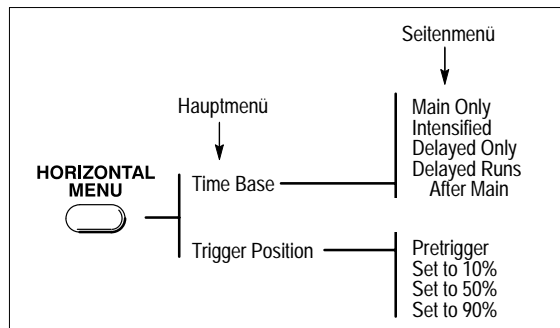 Seitenmenü
Hauptmenü
Main Only
Intensified
Delayed Only
Delayed Runs
After Main
HORIZONTAL
MENU
Time Base
Trigger Position
Pretrigger
Set to 10%
Set to 50%
Set to 90%